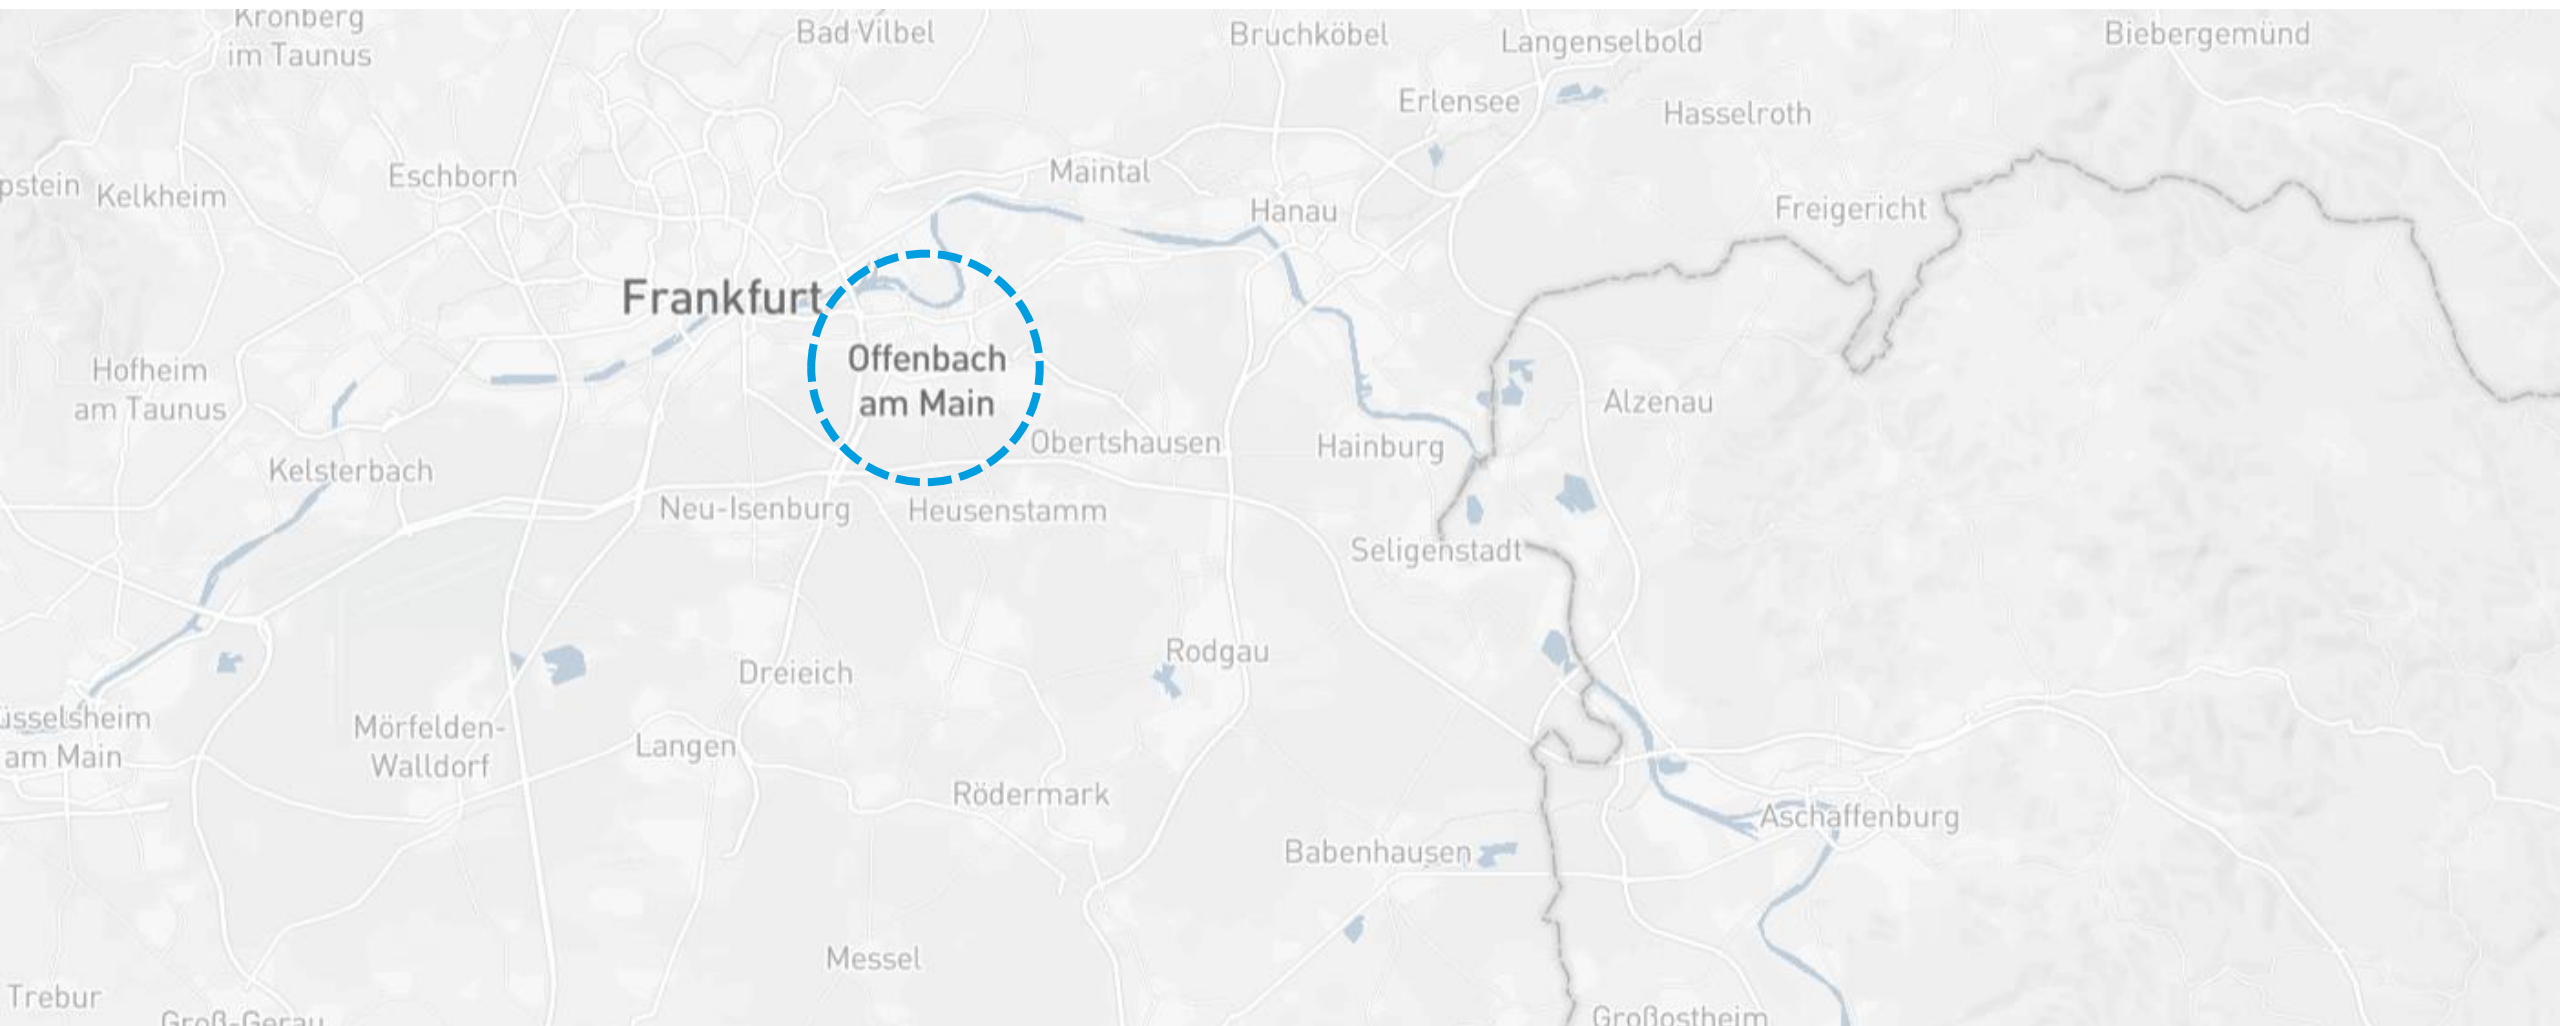 Kronberg
im Taunus
Bad Vilbel
Bruchköbel
Langenselbold
Biebergemünd
Erlensee
Hasselroth
Eschborn
Maintal
pstein
Kelkheim
Hanau
Freigericht
Frankfurt
Offenbach
am Main
Hofheim
am Taunus
Alzenau
Obertshausen
Hainburg
Kelsterbach
Neu-Isenburg
Heusenstamm
Seligenstadt
Rodgau
Dreieich
üsselsheim
am Main
Mörfelden-
Walldorf
Langen
Rödermark
Aschaffenburg
Babenhausen
Messel
Trebur
Groß-Gerau
Großostheim